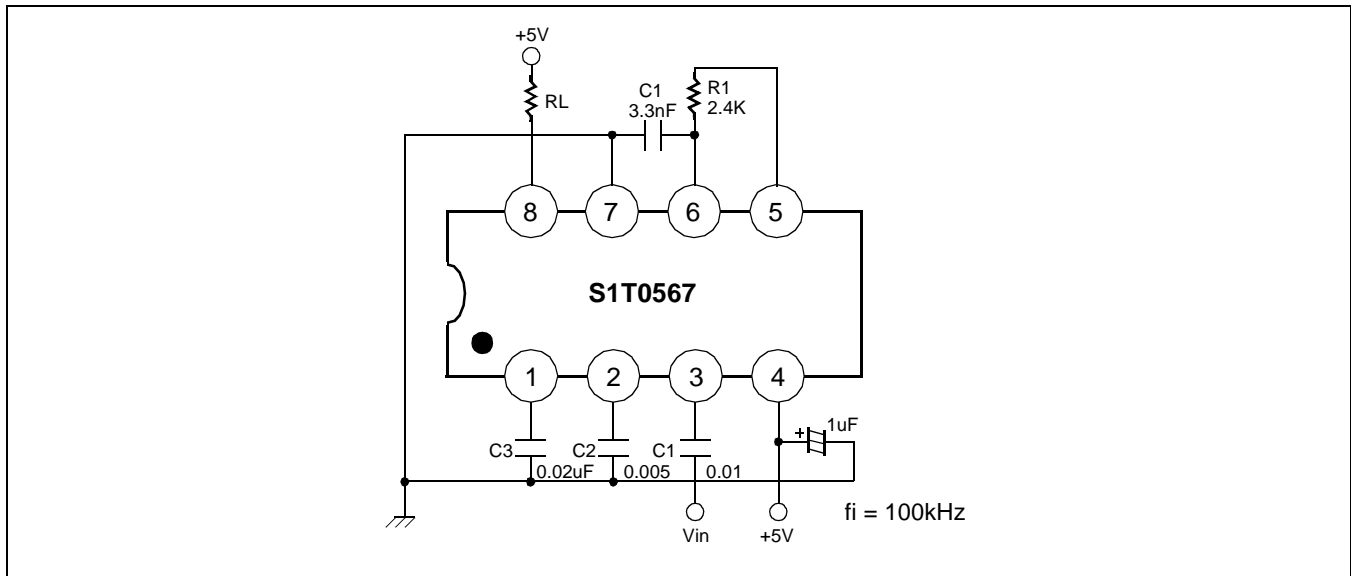 +5V
RL
C1
3.3nF
R1
2.4K
8
7
6
5
S1T0567
1
2
3
4
C3
0.02uF
C2
0.005
C1
0.01
+
1uF
Vin
+5V
fi = 100kHz